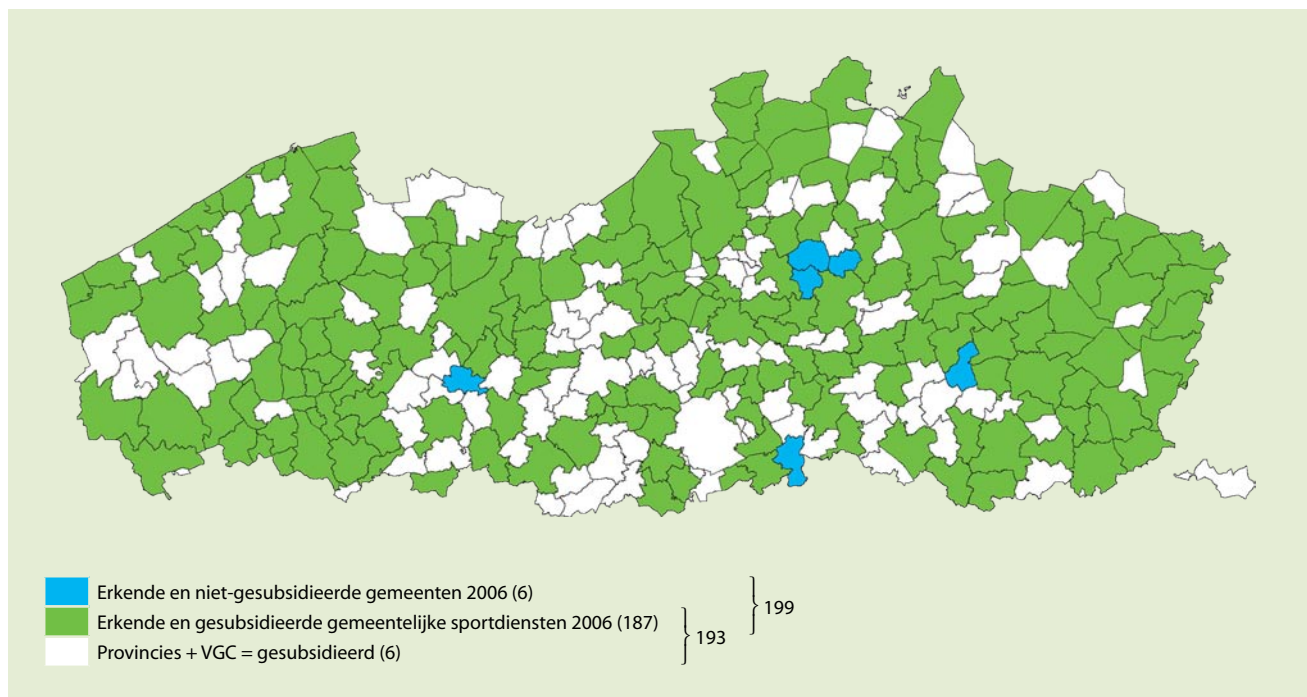 Erkende en niet-gesubsidieerde gemeenten 2006 (6)
199
Erkende en gesubsidieerde gemeentelijke sportdiensten 2006 (187)
193
Provincies + VGC = gesubsidieerd (6)